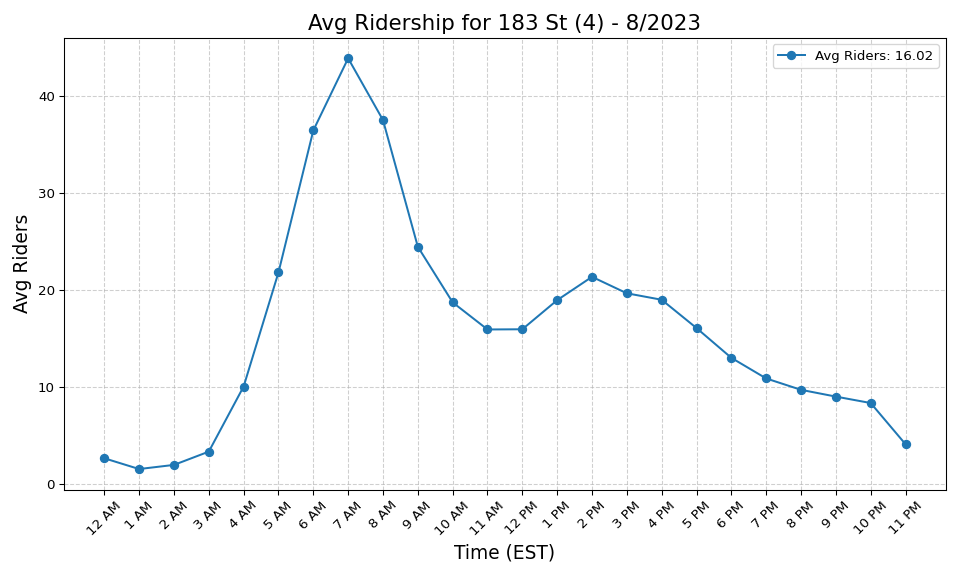 Avg Ridership for 183 St (4) - 8/2023
Avg Riders: 16.02
Avg Riders
40
30
20
10
0
12 AM
1 AM
2 AM
3 AM
4 AM
5 AM
6 AM
7 AM
8 AM
9 AM
10 AM
11 AM
12 PM
1 PM
2 PM
3 PM
4 PM
5 PM
6 PM
7 PM
8 PM
9 PM
10 PM
11 PM
Time (EST)